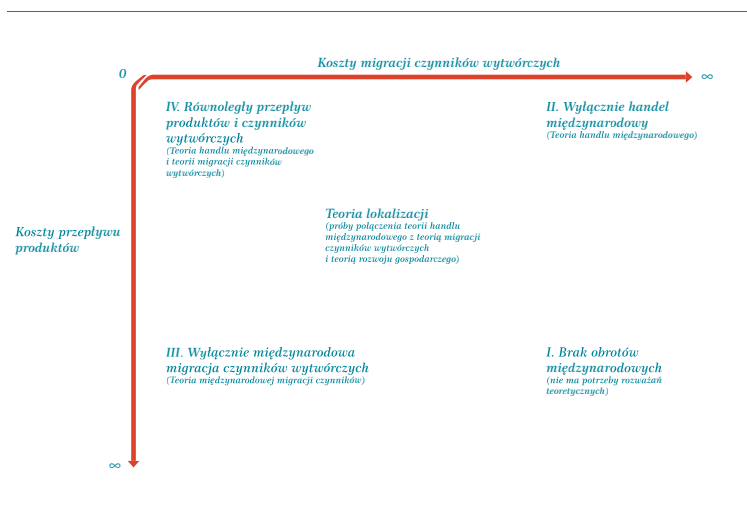 Koszty migracji czynników wytwórczych
0
∞
IV. Równoległy przepływ
produktów i czynników
wytwórczych
(Teoria handlu międzynarodowego
i teorii migracji czynników
wytwórczych)
II. Wyłącznie handel
międzynarodowy
(Teoria handlu międzynarodowego)
Teoria lokalizacji
(próby połączenia teorii handlu
międzynarodowego z teorią migracji
czynników wytwórczych
i teorią rozwoju gospodarczego)
Koszty przepływu
produktów
III. Wyłącznie międzynarodowa
migracja czynników wytwórczych
(Teoria międzynarodowej migracji czynników)
I. Brak obrotów
międzynarodowych
(nie ma potrzeby rozważań
teoretycznych)
∞